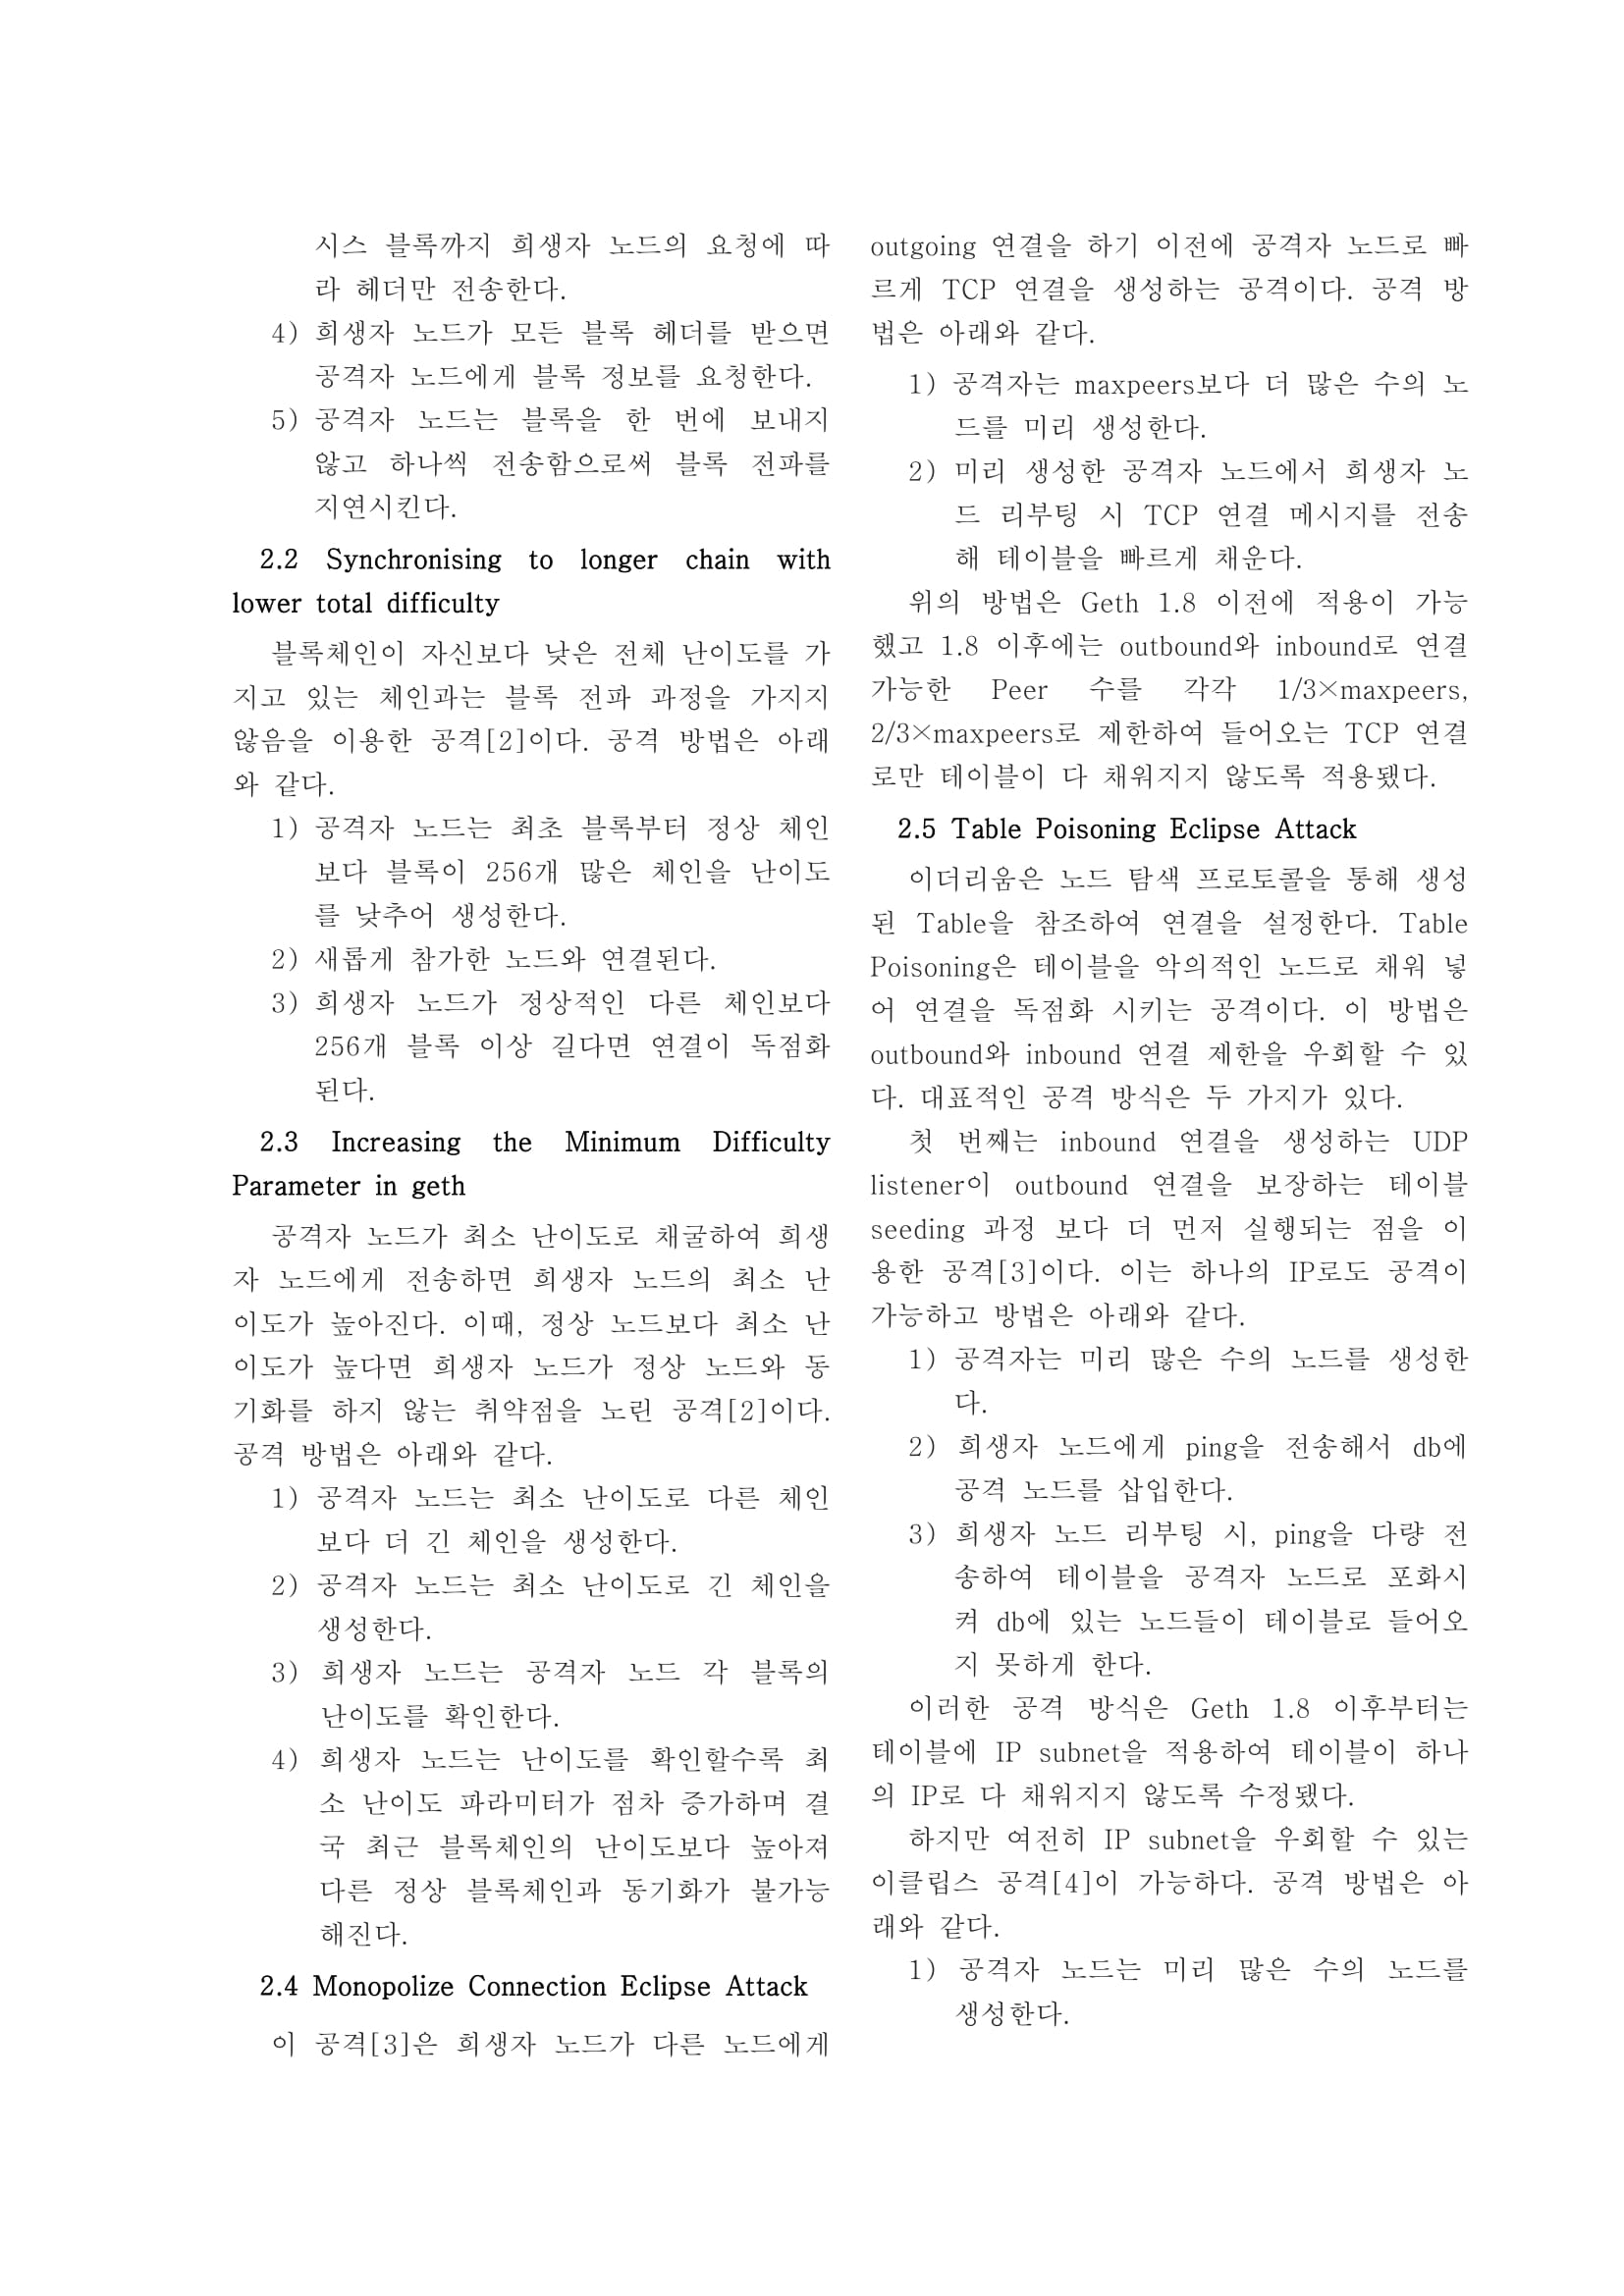 시스 블록까지 희생자 노드의 요청에 따
라 헤더만 전송한다.
4) 희생자 노드가 모든 블록 헤더를 받으면
공격자 노드에게 블록 정보를 요청한다.
5) 공격자 노드는 블록을 한 번에 보내지
않고 하나씩 전송함으로써 블록 전파를
지연시킨다.
2.2 Synchronising to longer chain with
lower total difficulty
블록체인이 자신보다 낮은 전체 난이도를 가
지고 있는 체인과는 블록 전파 과정을 가지지
않음을 이용한 공격[2]이다. 공격 방법은 아래
와 같다.
1) 공격자 노드는 최초 블록부터 정상 체인
보다 블록이 256개 많은 체인을 난이도
를 낮추어 생성한다.
2) 새롭게 참가한 노드와 연결된다.
3) 희생자 노드가 정상적인 다른 체인보다
256개 블록 이상 길다면 연결이 독점화
된다.
2.3 Increasing the Minimum Difficulty
Parameter in geth
공격자 노드가 최소 난이도로 채굴하여 희생
자 노드에게 전송하면 희생자 노드의 최소 난
이도가 높아진다. 이때, 정상 노드보다 최소 난
이도가 높다면 희생자 노드가 정상 노드와 동
기화를 하지 않는 취약점을 노린 공격[2]이다.
공격 방법은 아래와 같다.
1) 공격자 노드는 최소 난이도로 다른 체인
보다 더 긴 체인을 생성한다.
2) 공격자 노드는 최소 난이도로 긴 체인을
생성한다.
3) 희생자 노드는 공격자 노드 각 블록의
난이도를 확인한다.
4) 희생자 노드는 난이도를 확인할수록 최
소 난이도 파라미터가 점차 증가하며 결
국 최근 블록체인의 난이도보다 높아져
다른 정상 블록체인과 동기화가 불가능
해진다.
2.4 Monopolize Connection Eclipse Attack
이 공격[3]은 희생자 노드가 다른 노드에게
outgoing 연결을 하기 이전에 공격자 노드로 빠
르게 TCP 연결을 생성하는 공격이다. 공격 방
법은 아래와 같다.
1) 공격자는 maxpeers보다 더 많은 수의 노
드를 미리 생성한다.
2) 미리 생성한 공격자 노드에서 희생자 노
드 리부팅 시 TCP 연결 메시지를 전송
해 테이블을 빠르게 채운다.
위의 방법은 Geth 1.8 이전에 적용이 가능
했고 1.8 이후에는 outbound와 inbound로 연결
가능한 Peer 수를 각각 1/3×maxpeers,
2/3×maxpeers로 제한하여 들어오는 TCP 연결
로만 테이블이 다 채워지지 않도록 적용됐다.
2.5 Table Poisoning Eclipse Attack
이더리움은 노드 탐색 프로토콜을 통해 생성
된 Table을 참조하여 연결을 설정한다. Table
Poisoning은 테이블을 악의적인 노드로 채워 넣
어 연결을 독점화 시키는 공격이다. 이 방법은
outbound와 inbound 연결 제한을 우회할 수 있
다. 대표적인 공격 방식은 두 가지가 있다.
첫 번째는 inbound 연결을 생성하는 UDP
listener이 outbound 연결을 보장하는 테이블
seeding 과정 보다 더 먼저 실행되는 점을 이
용한 공격[3]이다. 이는 하나의 IP로도 공격이
가능하고 방법은 아래와 같다.
1) 공격자는 미리 많은 수의 노드를 생성한
다.
2) 희생자 노드에게 ping을 전송해서 db에
공격 노드를 삽입한다.
3) 희생자 노드 리부팅 시, ping을 다량 전
송하여 테이블을 공격자 노드로 포화시
켜 db에 있는 노드들이 테이블로 들어오
지 못하게 한다.
이러한 공격 방식은 Geth 1.8 이후부터는
테이블에 IP subnet을 적용하여 테이블이 하나
의 IP로 다 채워지지 않도록 수정됐다.
하지만 여전히 IP subnet을 우회할 수 있는
이클립스 공격[4]이 가능하다. 공격 방법은 아
래와 같다.
1) 공격자 노드는 미리 많은 수의 노드를
생성한다.